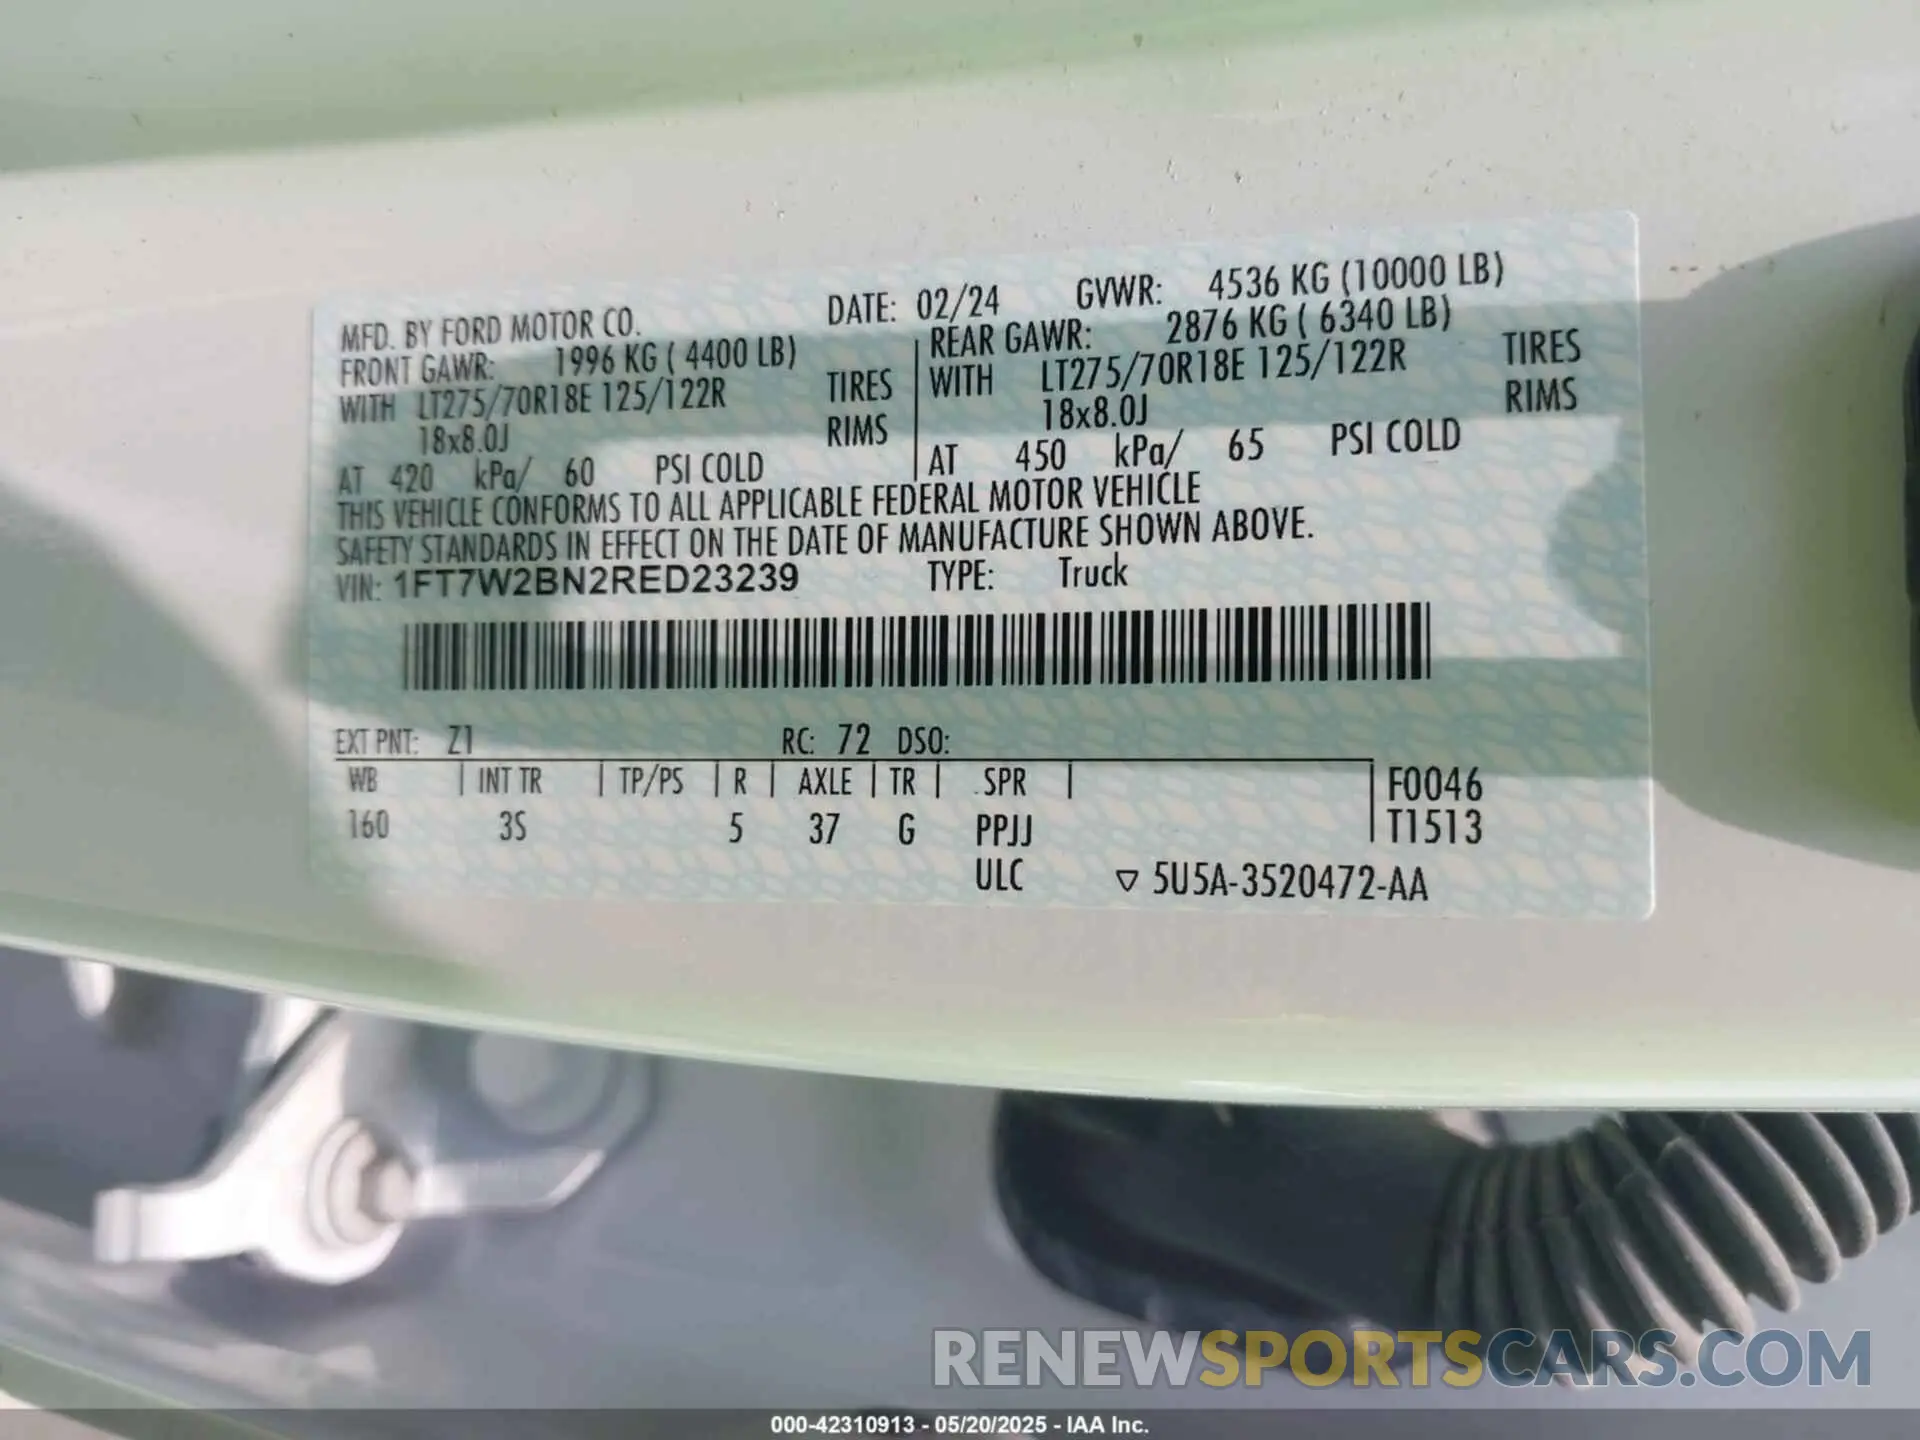 MFD. BY FORD MOTOR CO. DATE: 02/24 GVWR: 4536 KG (10000 LB)
FRONT GAWR: 1996 KG ( 4400 LB) REAR GAWR: 2876 KG ( 6340 LB)
WITH LT275/70R18E 125/122R TIRES WITH LT275/70R18E 125/122R TIRES
18x8.0J RIMS 18x8.0J RIMS
AT 420 kPa/ 60 PSI COLD AT 450 kPa/ 65 PSI COLD
THIS VEHICLE CONFORMS TO ALL APPLICABLE FEDERAL MOTOR VEHICLE
SAFETY STANDARDS IN EFFECT ON THE DATE OF MANUFACTURE SHOWN ABOVE.
VIN: 1FT7W2BN2RED23239 TYPE: Truck
EXT PNT: Z1 RC: 72 DSO:
WB | INT TR | TP/PS | R | AXLE | TR | SPR | F0046
160 3S 5 37 G PPJJ T1513
ULC ▽ 5U5A-3520472-AA
RENEWSPORTSCARS.COM
000-42310913 - 05/20/2025 - IAA Inc.